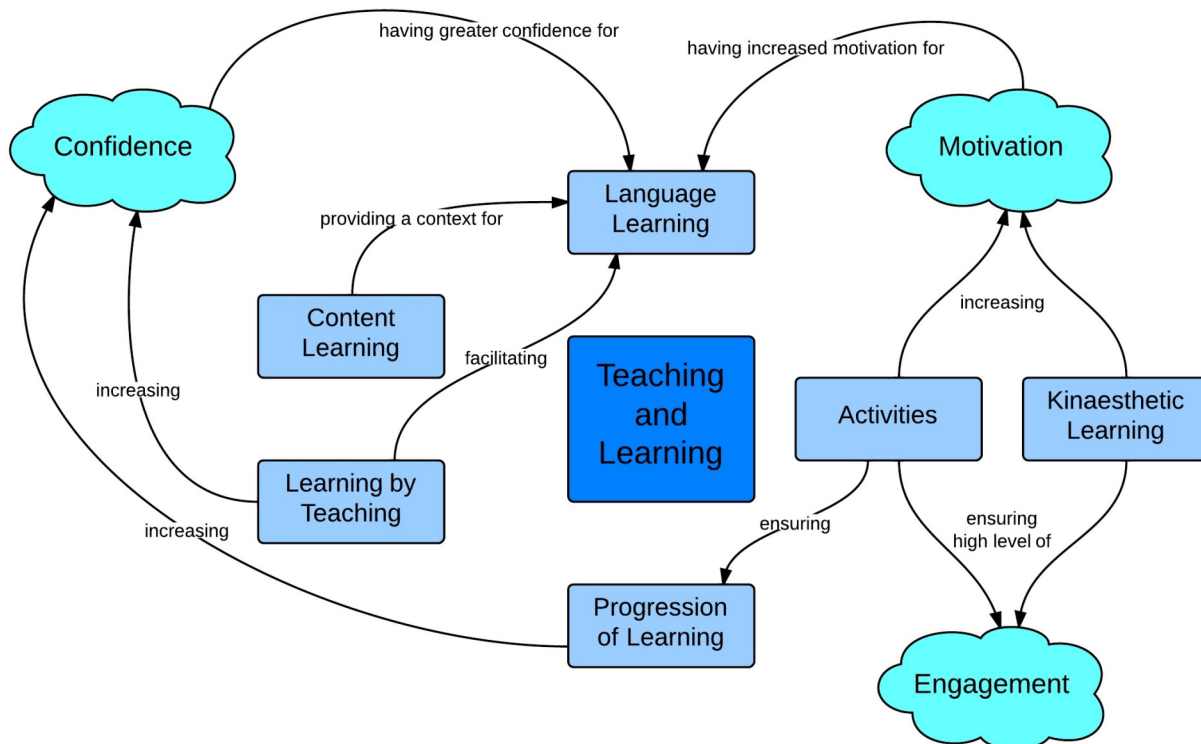 having greater confidence for
having increased motivation for
Confidence
Motivation
Language
Learning
providing a context for
Content
Learning
increasing
facilitating
increasing
Teaching
and
Learning
Activities
Kinaesthetic
Learning
Learning by
Teaching
increasing
ensuring
ensuring
high level of
Progression
of Learning
Engagement